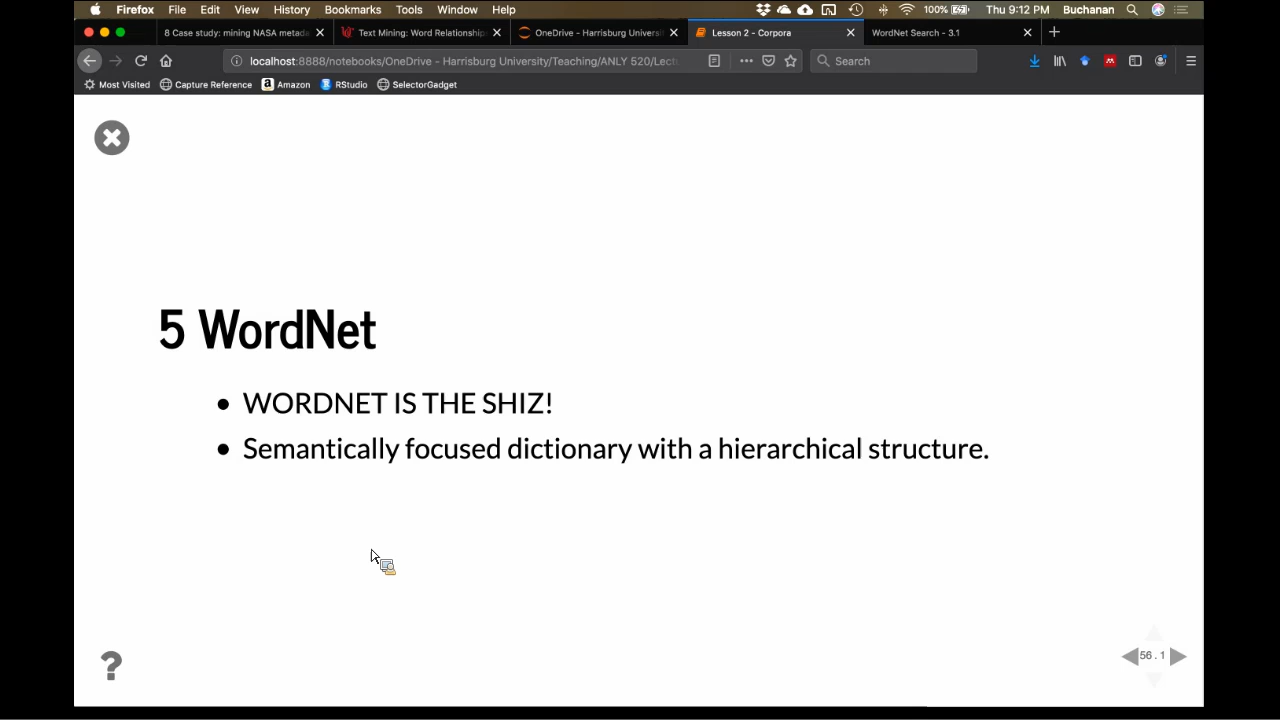 Firefox File Edit View History Bookmarks Tools Window Help 100% Thu 9:12 PM Buchanan
8 Case study: mining NASA metada Text Mining: Word Relationship OneDrive - Harrisburg Universi Lesson 2 - Corpora WordNet Search - 3.1
localhost:8888/notebooks/OneDrive - Harrisburg University/Teaching/ANLY 520/Lect Search
Most Visited Capture Reference Amazon RStudio SelectorGadget
5 WordNet
• WORDNET IS THE SHIZ!
• Semantically focused dictionary with a hierarchical structure.
?
56.1